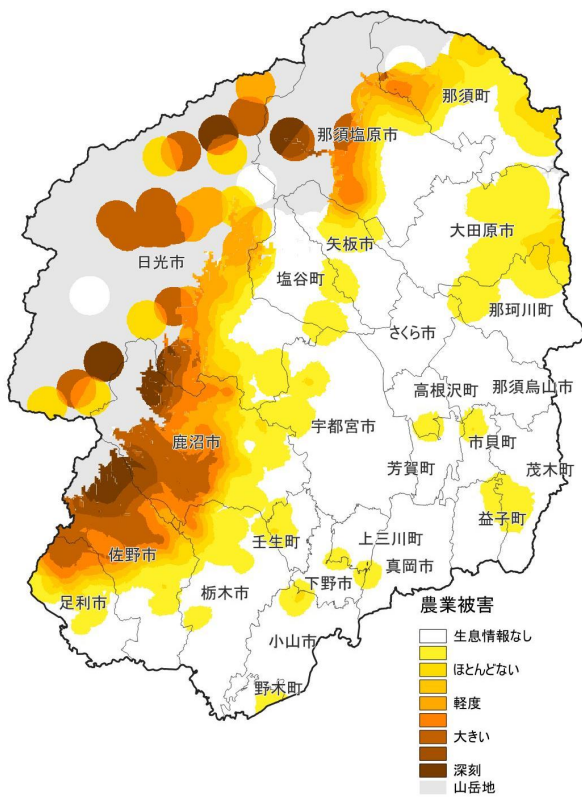 那須町
那須塩原市
大田原市
矢板市
日光市
塩谷町
那珂川町
さくら市
高根沢町
那須烏山市
宇都宮市
鹿沼市
市貝町
芳賀町
茂木町
益子町
壬生町
上三川町
佐野市
真岡市
下野市
栃木市
足利市
小山市
野木町
農業被害
生息情報なし
ほとんどない
軽度
大きい
深刻
山岳地